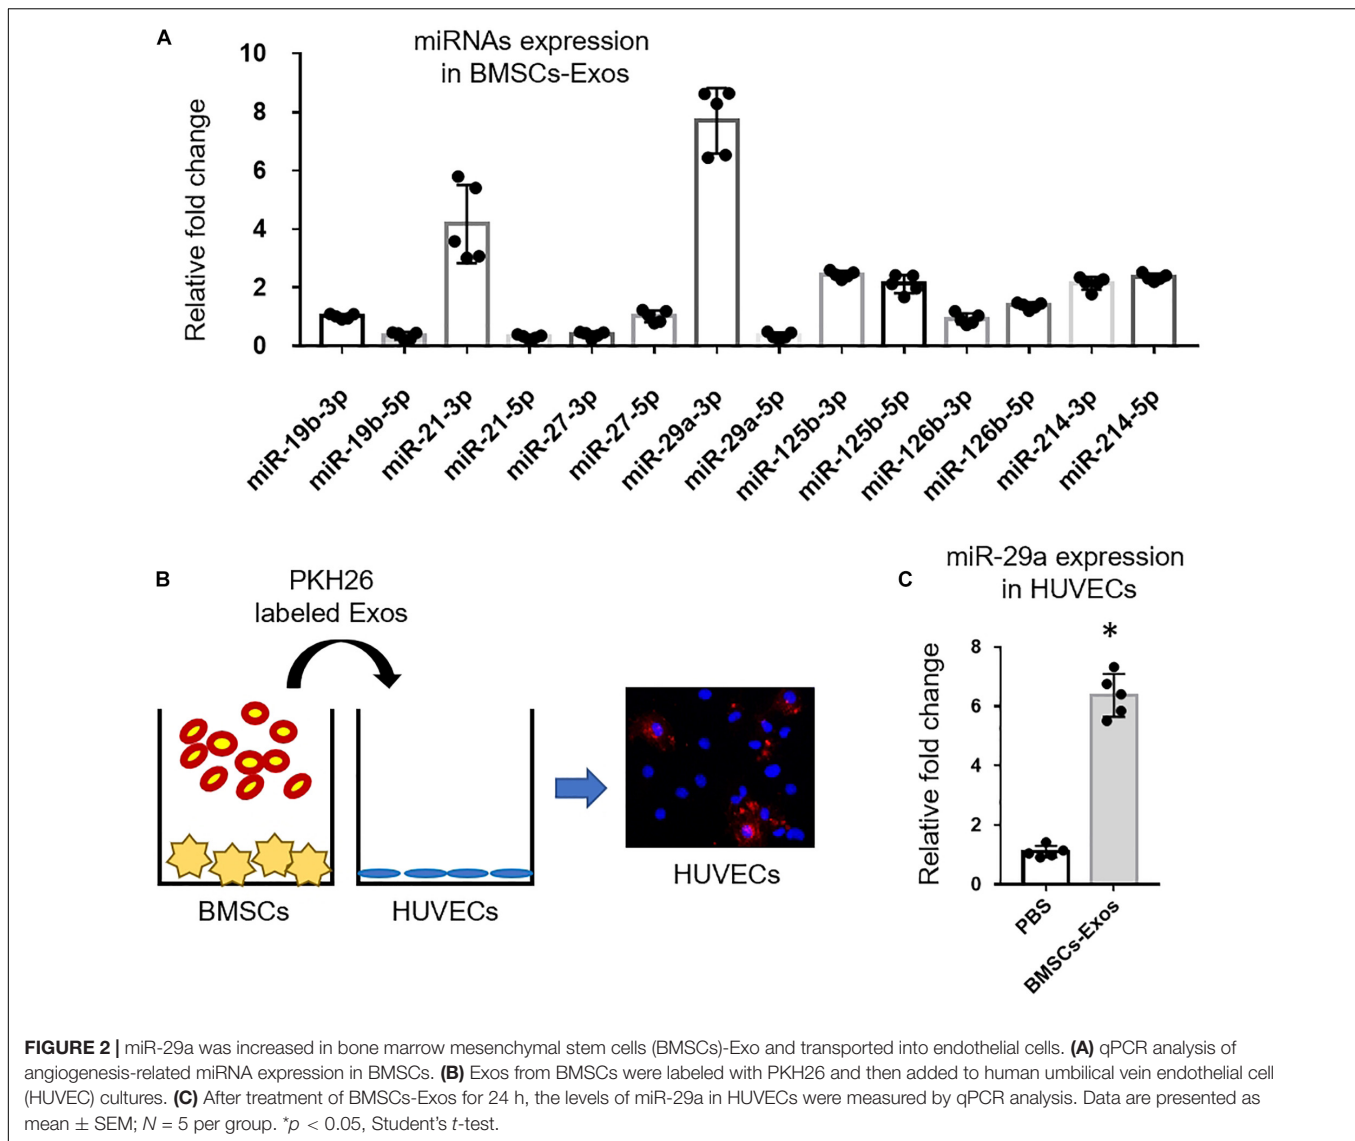 A
miRNAs expression
in BMSCs-Exos
Relative fold change
10
8
6
4
2
0
miR-19b-3p
miR-19b-5p
miR-21-3p
miR-21-5p
miR-27-3p
miR-27-5p
miR-29a-3p
miR-29a-5p
miR-125b-3p
miR-125b-5p
miR-126b-3p
miR-126b-5p
miR-214-3p
miR-214-5p
B
PKH26
labeled Exos
BMSCs
HUVECs
HUVECs
C
miR-29a expression
in HUVECs
Relative fold change
8
6
4
2
0
*
PBS
BMSCs-Exos
FIGURE 2 | miR-29a was increased in bone marrow mesenchymal stem cells (BMSCs)-Exo and transported into endothelial cells. (A) qPCR analysis of
angiogenesis-related miRNA expression in BMSCs. (B) Exos from BMSCs were labeled with PKH26 and then added to human umbilical vein endothelial cell
(HUVEC) cultures. (C) After treatment of BMSCs-Exos for 24 h, the levels of miR-29a in HUVECs were measured by qPCR analysis. Data are presented as
mean ± SEM; N = 5 per group. *p < 0.05, Student's t-test.